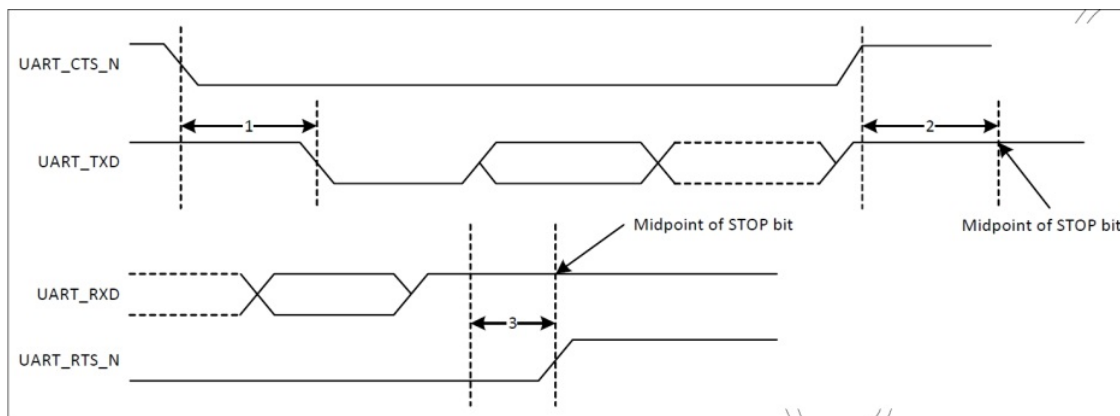 UART_CTS_N
1
2
UART_TXD
Midpoint of STOP bit
Midpoint of STOP bit
UART_RXD
3
UART_RTS_N